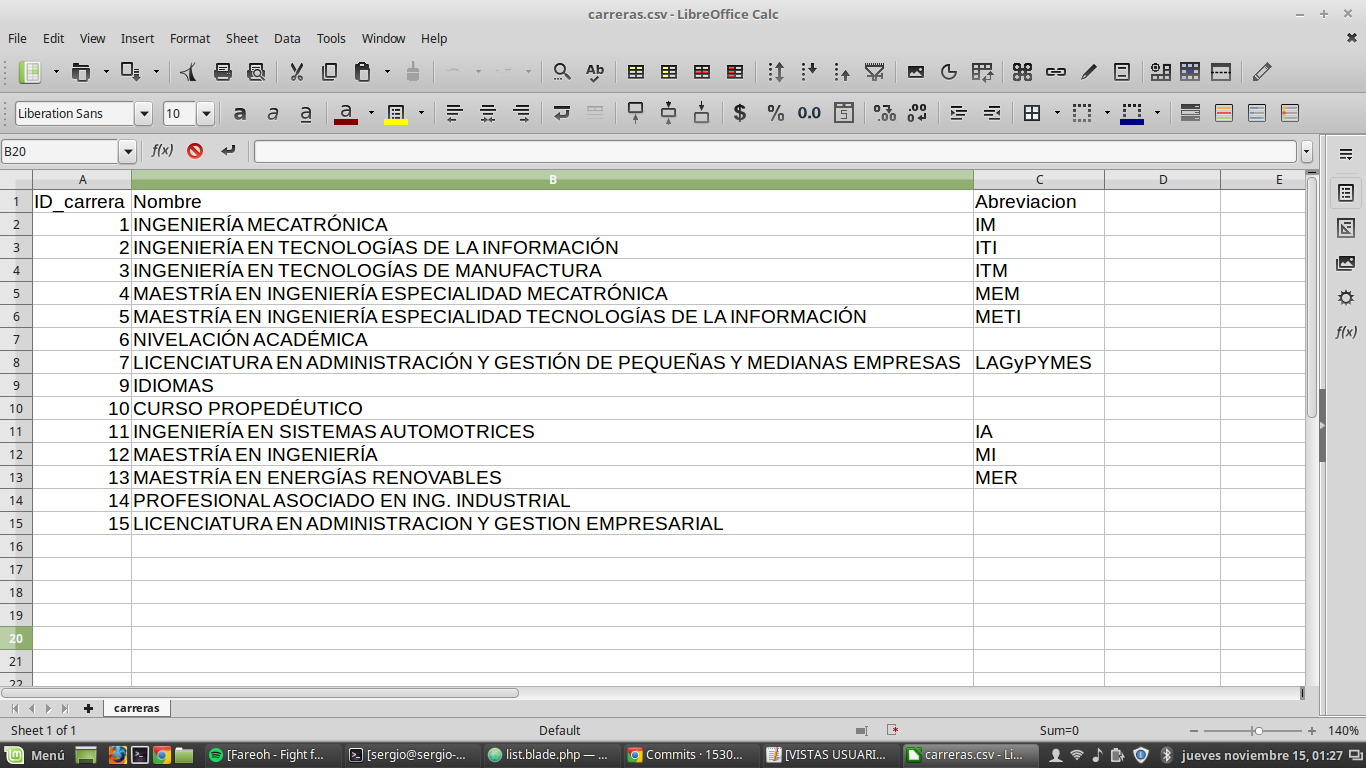 carreras.csv - LibreOffice Calc
File Edit View Insert Format Sheet Data Tools Window Help
Liberation Sans 10 a a a a $ % 0.0
B20 f(x)
A B C D E
1 ID_carrera Nombre Abreviacion
2 1 INGENIERÍA MECATRÓNICA IM
3 2 INGENIERÍA EN TECNOLOGÍAS DE LA INFORMACIÓN ITI
4 3 INGENIERÍA EN TECNOLOGÍAS DE MANUFACTURA ITM
5 4 MAESTRÍA EN INGENIERÍA ESPECIALIDAD MECATRÓNICA MEM
6 5 MAESTRÍA EN INGENIERÍA ESPECIALIDAD TECNOLOGÍAS DE LA INFORMACIÓN METI
7 6 NIVELACIÓN ACADÉMICA
8 7 LICENCIATURA EN ADMINISTRACIÓN Y GESTIÓN DE PEQUEÑAS Y MEDIANAS EMPRESAS LAGyPYMES
9 9 IDIOMAS
10 10 CURSO PROPEDÉUTICO
11 11 INGENIERÍA EN SISTEMAS AUTOMOTRICES IA
12 12 MAESTRÍA EN INGENIERÍA MI
13 13 MAESTRÍA EN ENERGÍAS RENOVABLES MER
14 14 PROFESIONAL ASOCIADO EN ING. INDUSTRIAL
15 15 LICENCIATURA EN ADMINISTRACION Y GESTION EMPRESARIAL
16
17
18
19
20
21
22
carreras
Sheet 1 of 1 Default Sum=0 140%
Menú [Fareoh - Fight f... [sergio@sergio-... list.blade.php — ... Commits · 1530... [VISTAS USUARI... carreras.csv - Li... jueves noviembre 15, 01:27